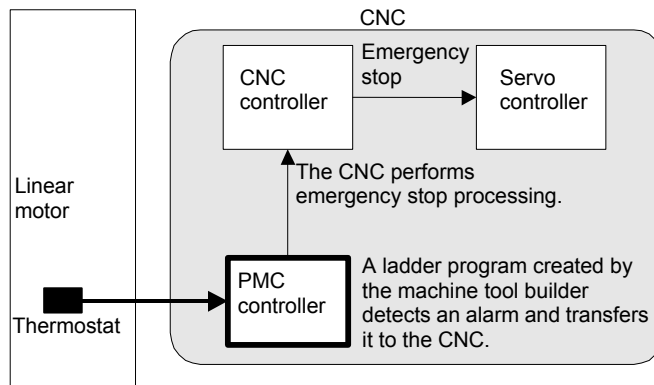 CNC
CNC
controller
Emergency
stop
Servo
controller
The CNC performs
emergency stop processing.
Linear
motor
Thermostat
PMC
controller
A ladder program created by
the machine tool builder
detects an alarm and transfers
it to the CNC.